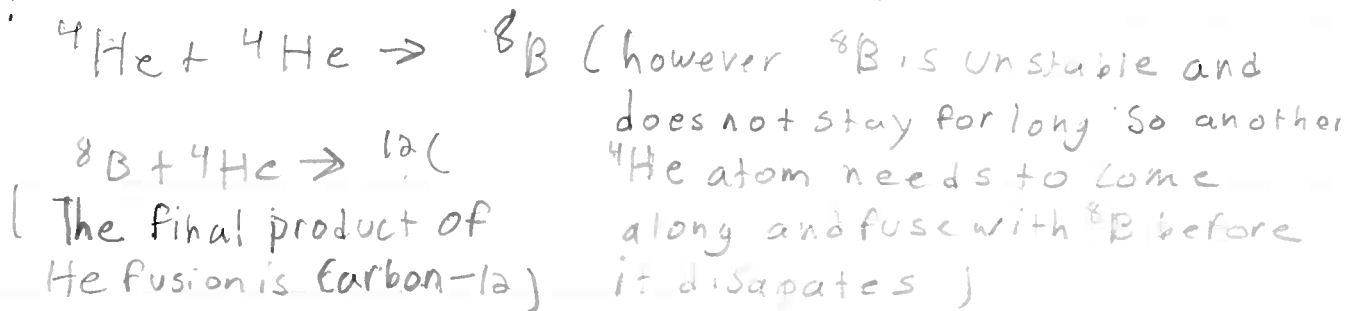 ⁴He + ⁴He → ⁸B (however ⁸B is unstable and
does not stay for long So another
⁸B + ⁴He → ¹²C
⁴He atom needs to come
(The final product of
along and fuse with ⁸B before
He fusion is Carbon-12)
it disapates)